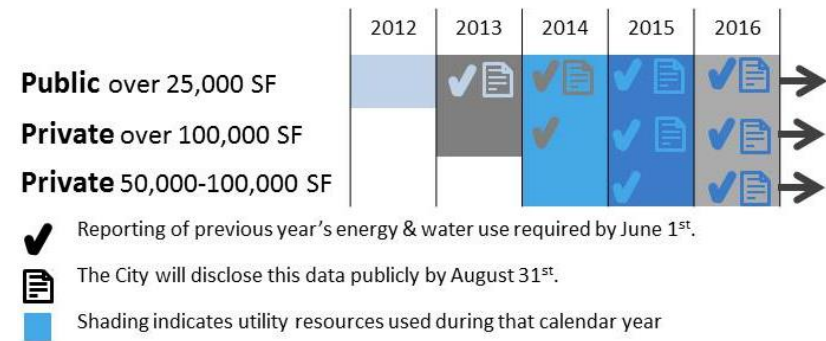 2012 2013 2014 2015 2016
Public over 25,000 SF
Private over 100,000 SF
Private 50,000-100,000 SF
Reporting of previous year's energy & water use required by June 1st.
The City will disclose this data publicly by August 31st.
Shading indicates utility resources used during that calendar year